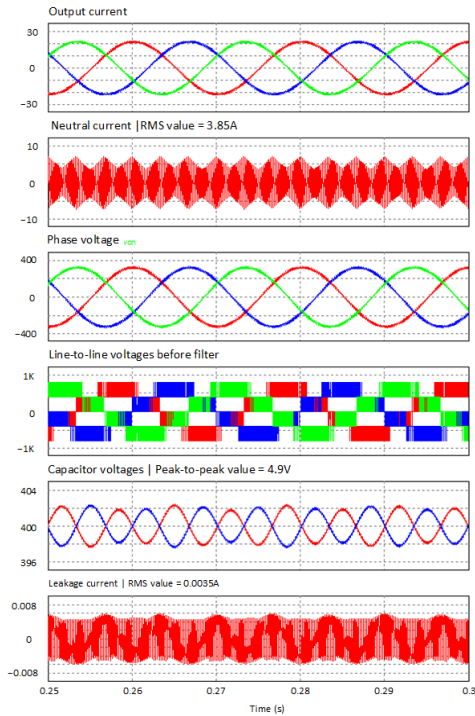 Output current
30
0
−30
Neutral current |RMS value = 3.85A
10
0
−10
Phase voltage
400
0
−400
Line-to-line voltages before filter
1K
0
−1K
Capacitor voltages | Peak-to-peak value = 4.9V
404
400
396
Leakage current | RMS value = 0.0035A
0.008
0
−0.008
0.25 0.26 0.27 0.28 0.29 0.3
Time (s)